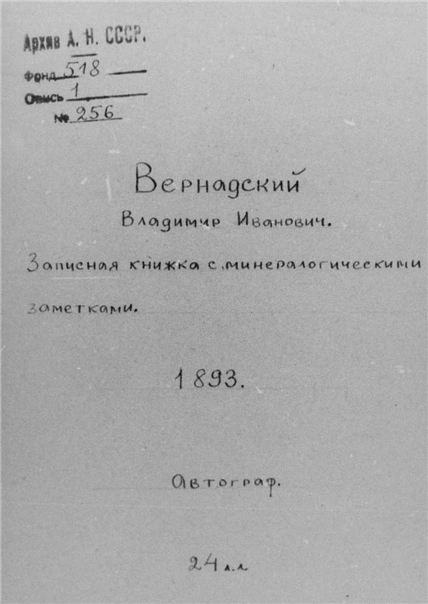 Архив А. Н. СССР.
Фонд 518
Опись 1
№ 256
Вернадский
Владимир Иванович.
Записная книжка с минералогическими
заметками.
1893.
Автограф.
24 л.л.